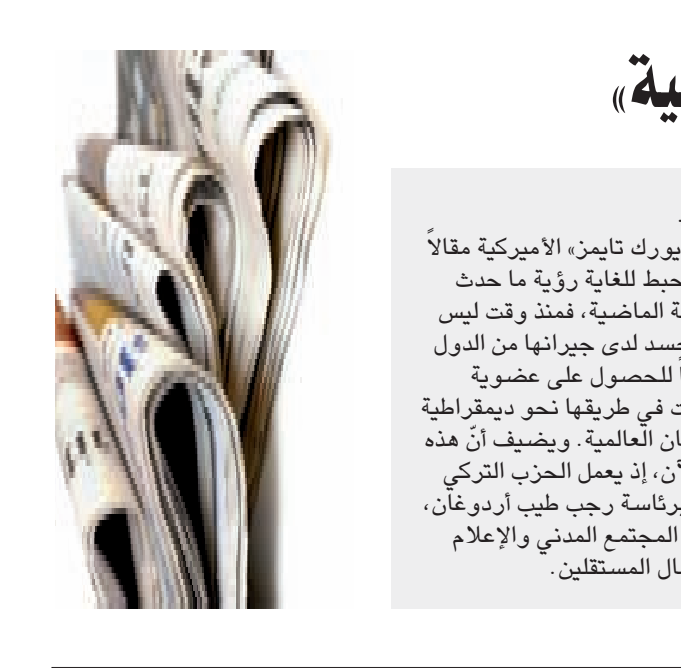 ية»
يورك تايمز» الأميركية مقالاً
حبط للغاية رؤية ما حدث
ة الماضية، فمنذ وقت ليس
حسد لدى جيرانها من الدول
اً للحصول على عضوية
ت في طريقها نحو ديمقراطية
ان العالمية. ويضيف أنّ هذه
لآن، إذ يعمل الحزب التركي
برئاسة رجب طيب أردوغان،
المجتمع المدني والإعلام
ال المستقلين.